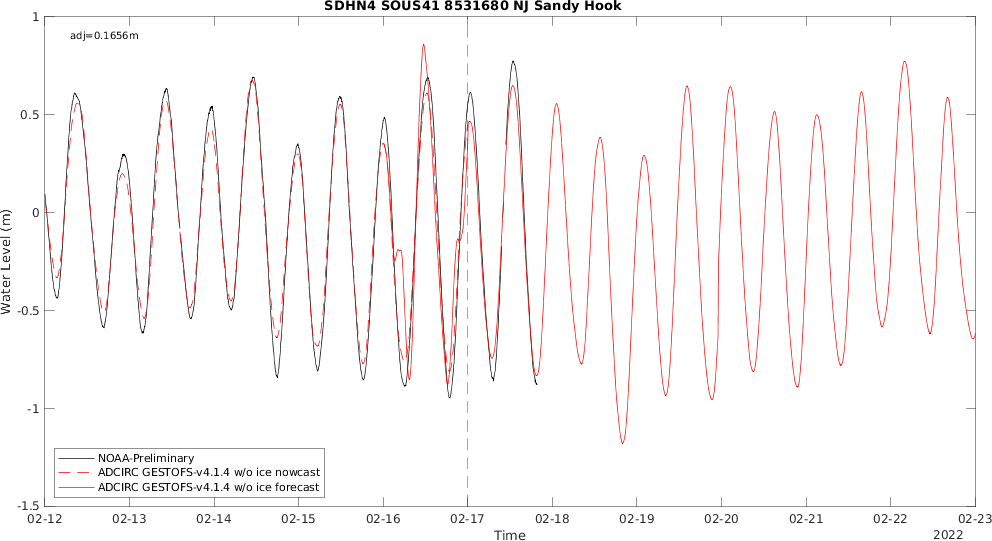 SDHN4 SOUS41 8531680 NJ Sandy Hook
adj=0.1656m
1
0.5
0
-0.5
-1
-1.5
Water Level (m)
NOAA-Preliminary
ADCIRC GESTOFS-v4.1.4 w/o ice nowcast
ADCIRC GESTOFS-v4.1.4 w/o ice forecast
02-12 02-13 02-14 02-15 02-16 02-17 02-18 02-19 02-20 02-21 02-22 02-23
Time
2022